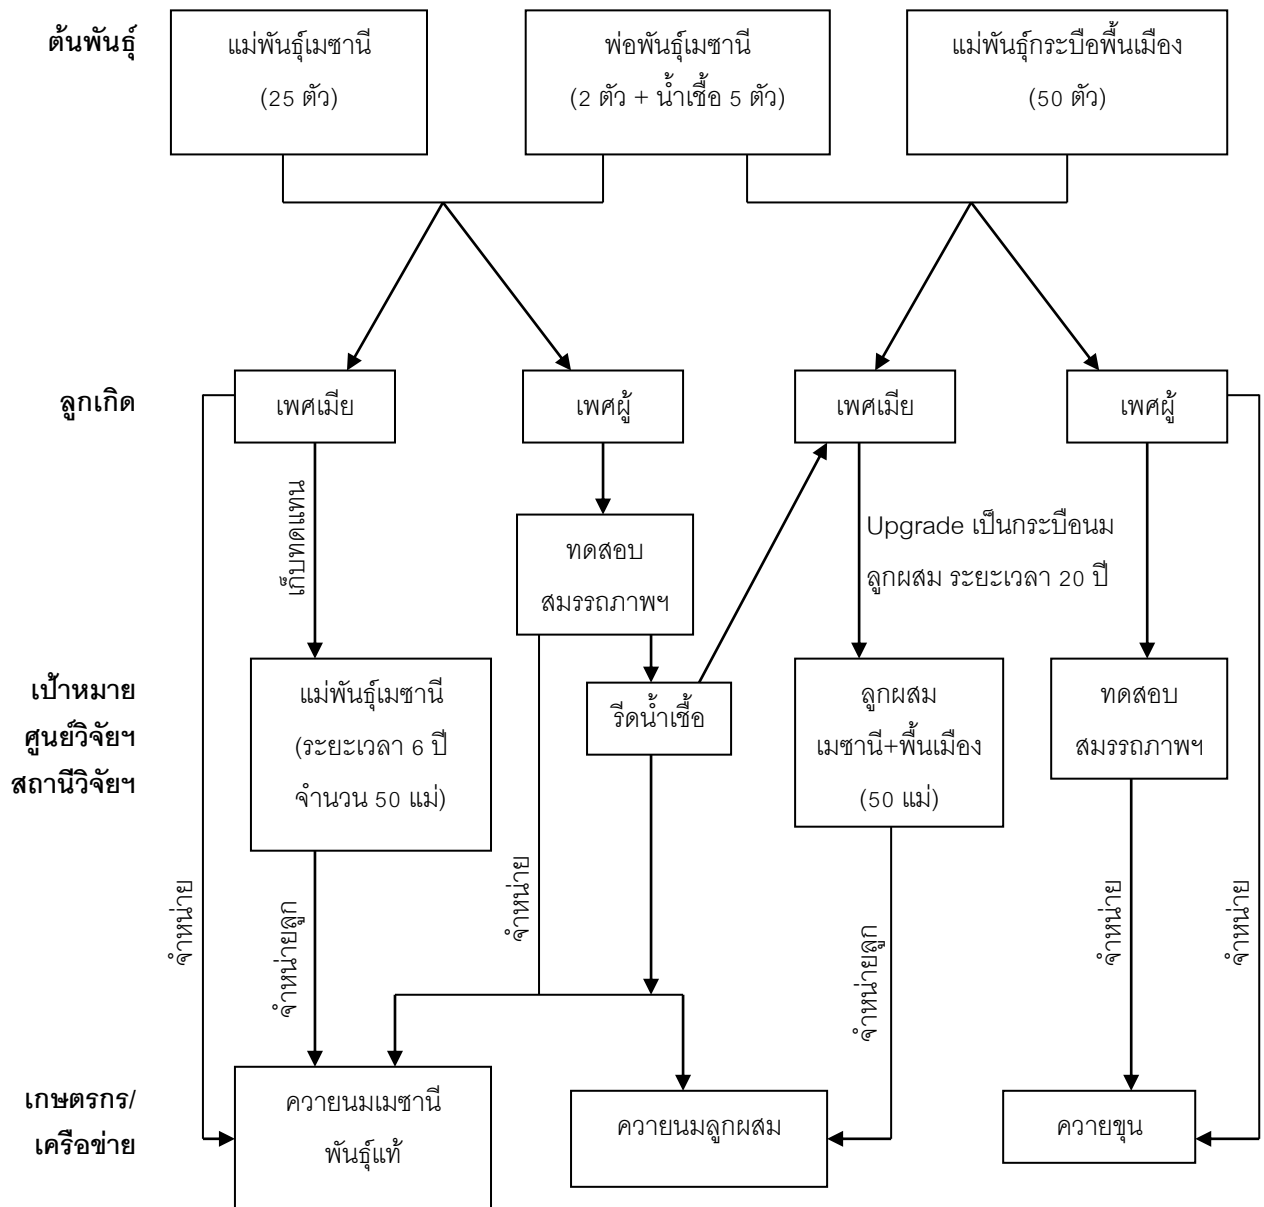 ต้นพันธุ์
แม่พันธุ์เมซานี
(25 ตัว)
พ่อพันธุ์เมซานี
(2 ตัว + น้ำเชื้อ 5 ตัว)
แม่พันธุ์กระบือพื้นเมือง
(50 ตัว)
ลูกเกิด
เพศเมีย
เพศผู้
เพศเมีย
เพศผู้
เก็บทดแทน
ทดสอบ
สมรรถภาพฯ
Upgrade เป็นกระบือนม
ลูกผสม ระยะเวลา 20 ปี
เป้าหมาย
ศูนย์วิจัยฯ
สถานีวิจัยฯ
แม่พันธุ์เมซานี
(ระยะเวลา 6 ปี
จำนวน 50 แม่)
รีดน้ำเชื้อ
ลูกผสม
เมซานี+พื้นเมือง
(50 แม่)
ทดสอบ
สมรรถภาพฯ
จำหน่าย
จำหน่ายลูก
จำหน่าย
จำหน่ายลูก
จำหน่าย
จำหน่าย
เกษตรกร/
เครือข่าย
ควายนมเมซานี
พันธุ์แท้
ควายนมลูกผสม
ควายขุน